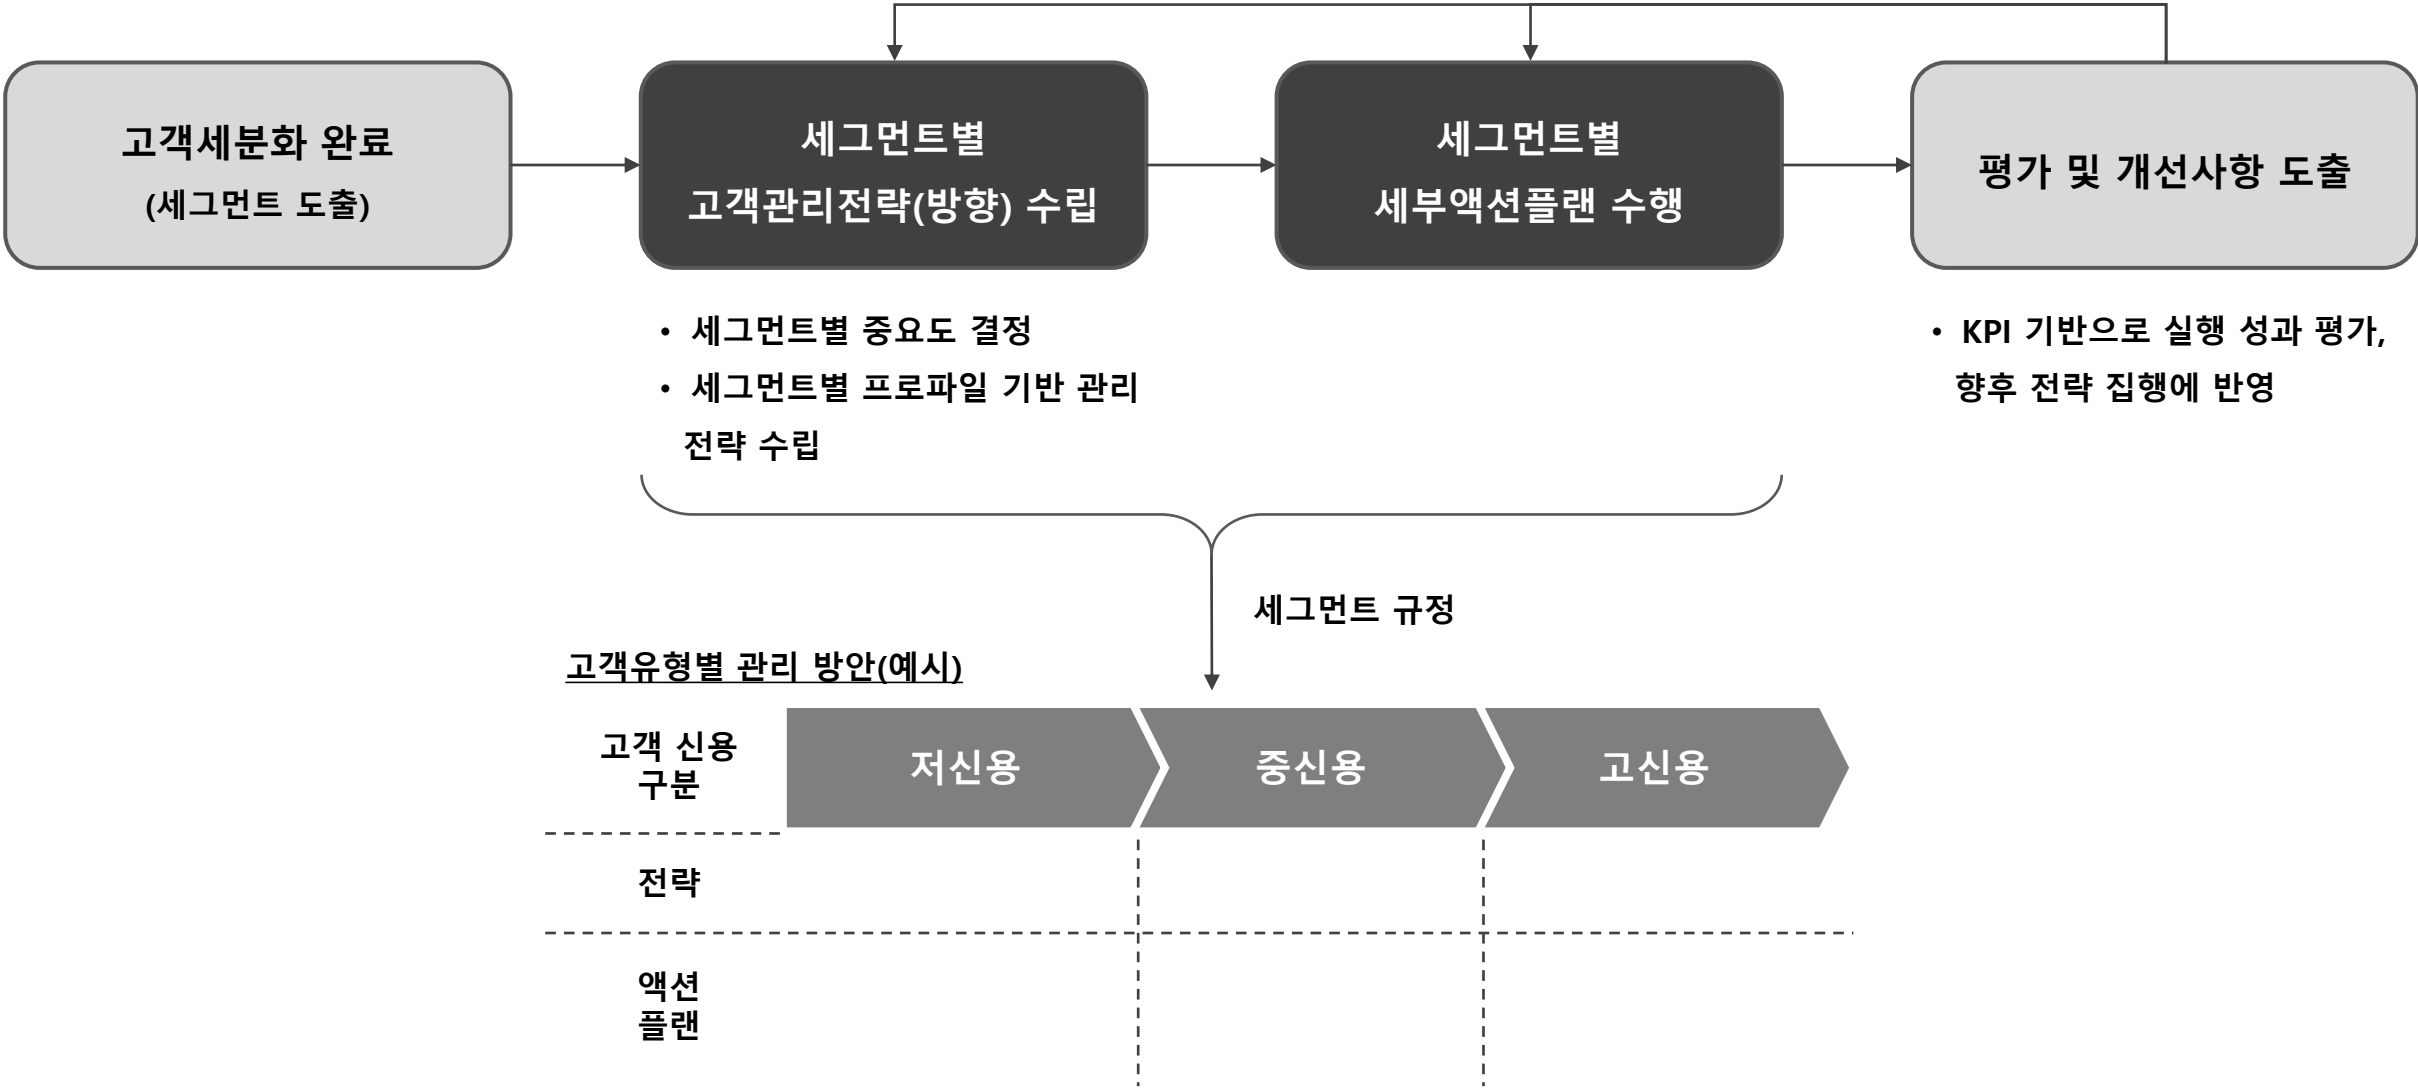 고객세분화 완료
(세그먼트 도출)
세그먼트별
고객관리전략(방향) 수립
세그먼트별
세부액션플랜 수행
평가 및 개선사항 도출
• 세그먼트별 중요도 결정
• 세그먼트별 프로파일 기반 관리
전략 수립
• KPI 기반으로 실행 성과 평가,
향후 전략 집행에 반영
세그먼트 규정
고객유형별 관리 방안(예시)
고객 신용
구분
저신용
중신용
고신용
전략
액션
플랜